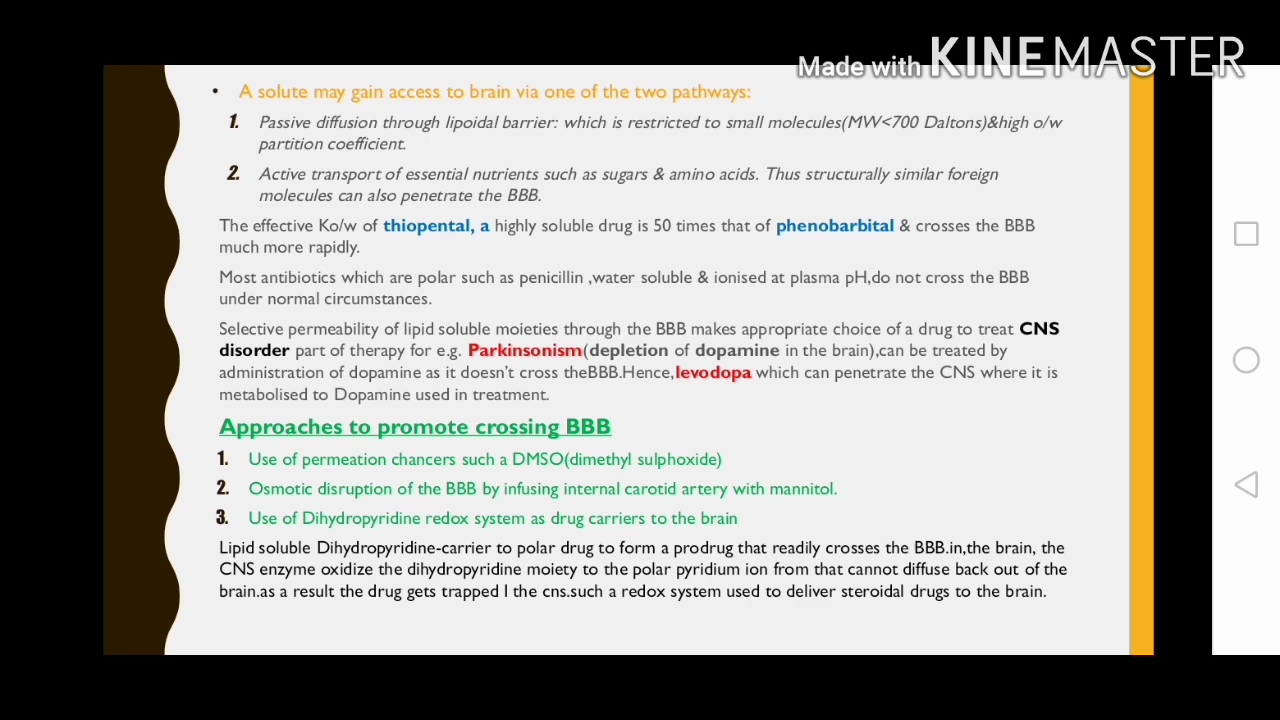 Made with KINEMASTER
• A solute may gain access to brain via one of the two pathways:
1. Passive diffusion through lipoidal barrier: which is restricted to small molecules(MW<700 Daltons)&high o/w
partition coefficient.
2. Active transport of essential nutrients such as sugars & amino acids. Thus structurally similar foreign
molecules can also penetrate the BBB.
The effective Ko/w of thiopental, a highly soluble drug is 50 times that of phenobarbital & crosses the BBB
much more rapidly.
Most antibiotics which are polar such as penicillin ,water soluble & ionised at plasma pH,do not cross the BBB
under normal circumstances.
Selective permeability of lipid soluble moieties through the BBB makes appropriate choice of a drug to treat CNS
disorder part of therapy for e.g. Parkinsonism(depletion of dopamine in the brain),can be treated by
administration of dopamine as it doesn't cross theBBB.Hence,levodopa which can penetrate the CNS where it is
metabolised to Dopamine used in treatment.
Approaches to promote crossing BBB
1. Use of permeation chancers such a DMSO(dimethyl sulphoxide)
2. Osmotic disruption of the BBB by infusing internal carotid artery with mannitol.
3. Use of Dihydropyridine redox system as drug carriers to the brain
Lipid soluble Dihydropyridine-carrier to polar drug to form a prodrug that readily crosses the BBB.in,the brain, the
CNS enzyme oxidize the dihydropyridine moiety to the polar pyridium ion from that cannot diffuse back out of the
brain.as a result the drug gets trapped I the cns.such a redox system used to deliver steroidal drugs to the brain.